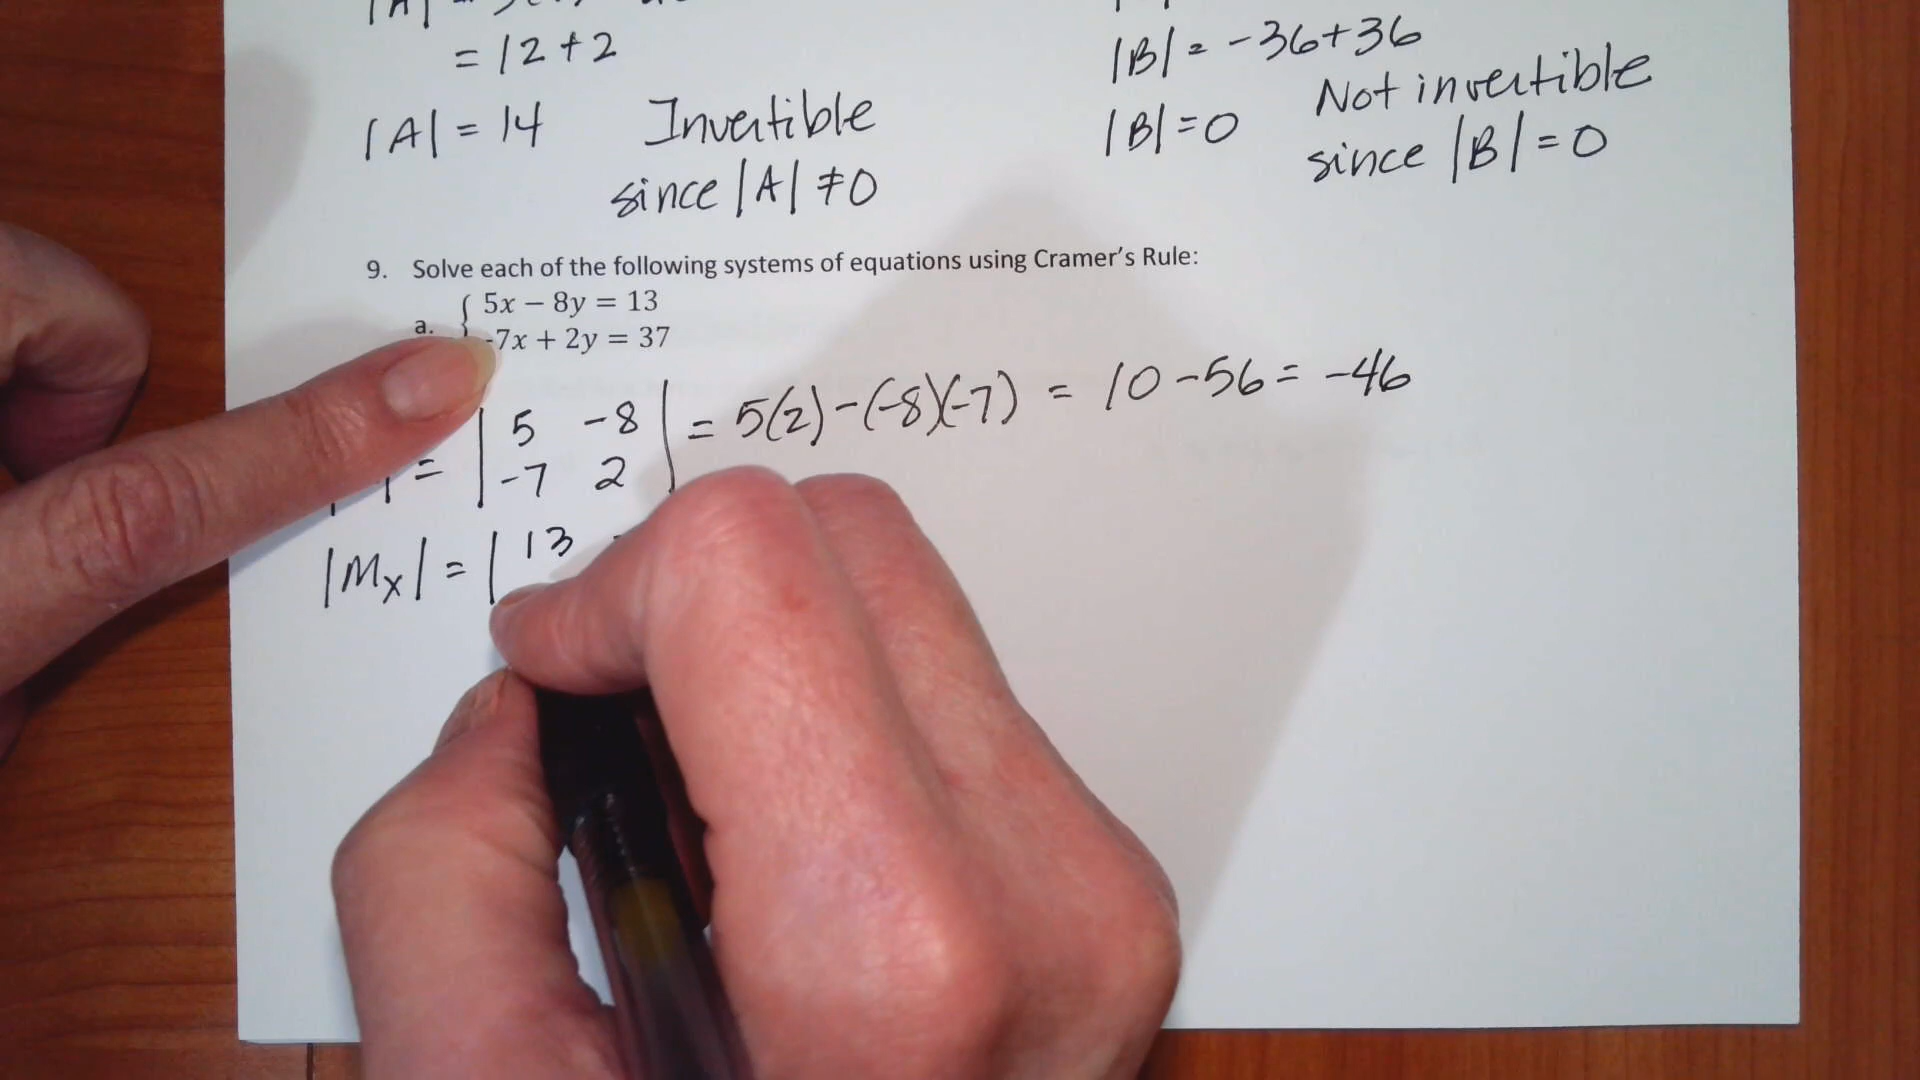 = 12 + 2
|B| = -36+36
|A| = 14 Invertible
since |A| ≠ 0
|B| = 0 Not invertible
since |B| = 0
9. Solve each of the following systems of equations using Cramer's Rule:
a. { 5x − 8y = 13
-7x + 2y = 37
= | 5 -8 | = 5(2) - (-8)(-7) = 10 - 56 = -46
-7 2
|Mx| = | 13